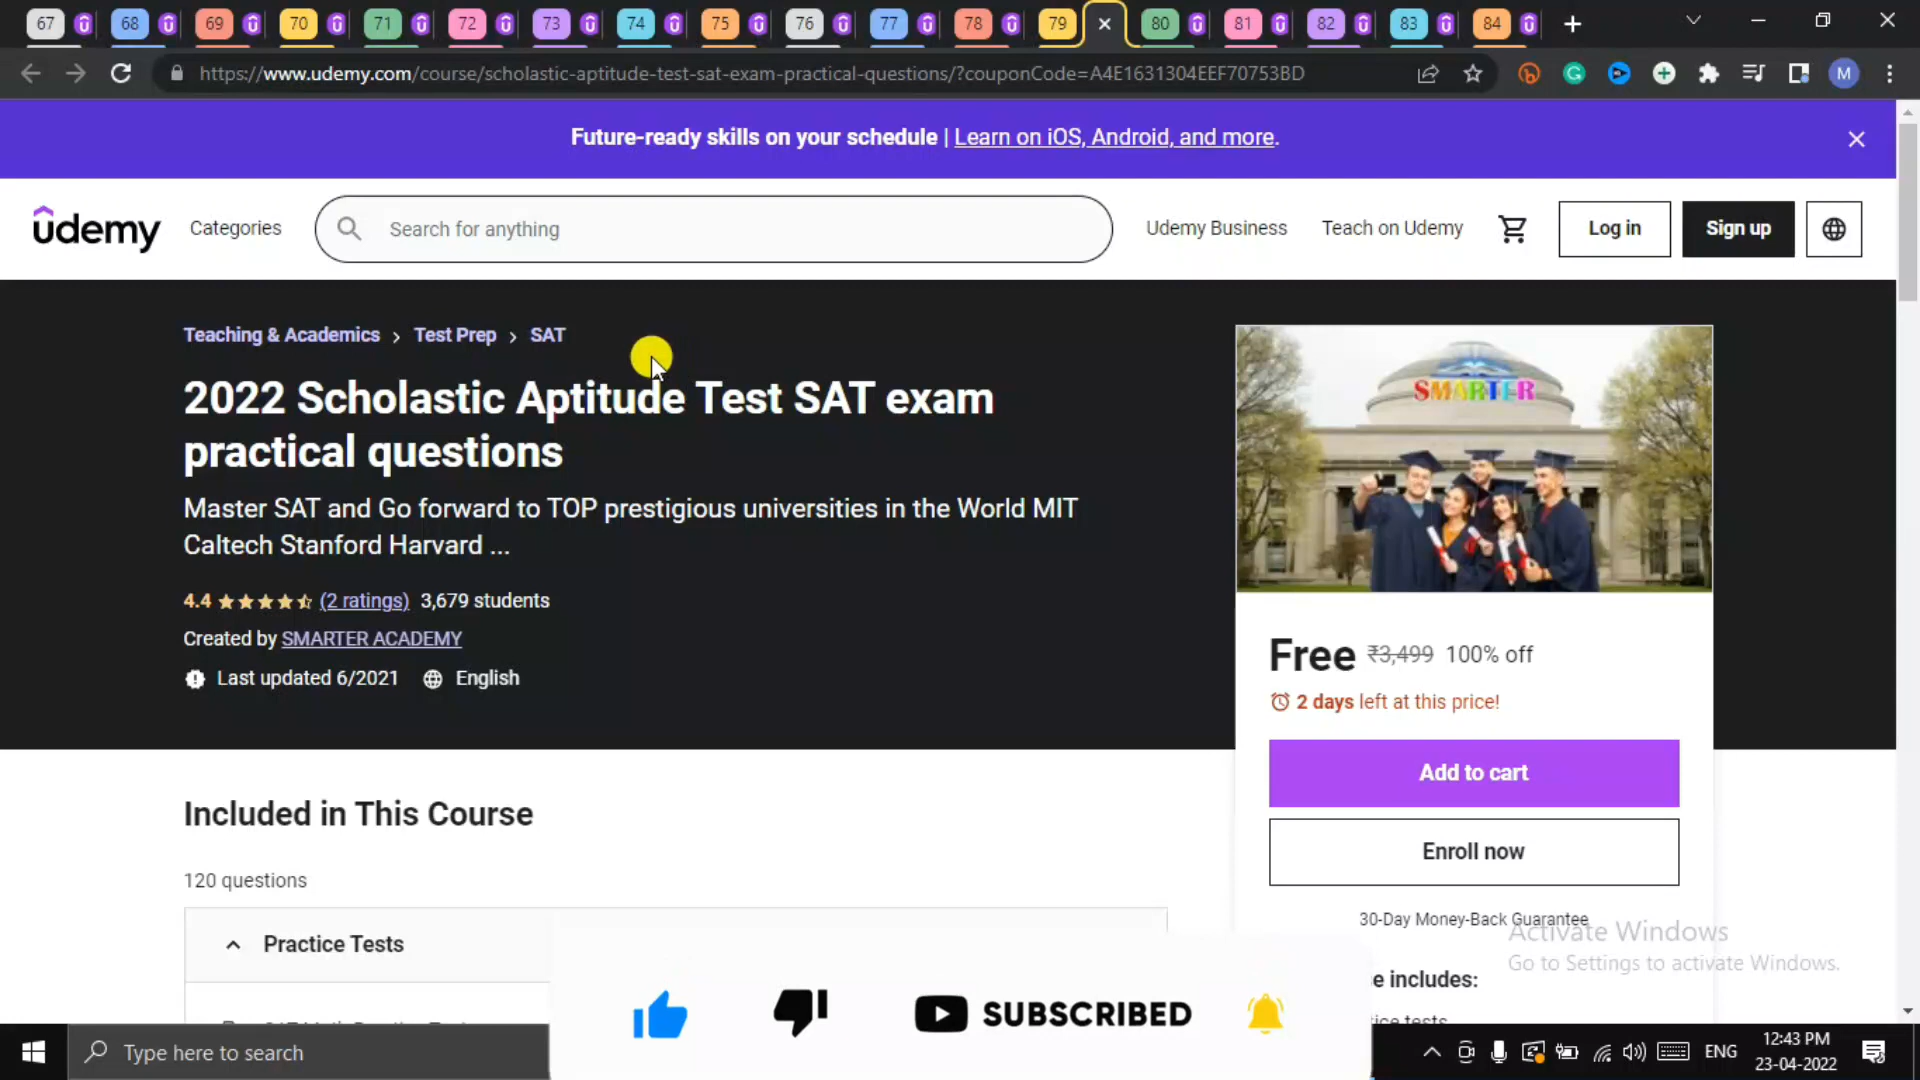 67 68 69 70 71 72 73 74 75 76 77 78 79 80 81 82 83 84
https://www.udemy.com/course/scholastic-aptitude-test-sat-exam-practical-questions/?couponCode=A4E1631304EEF70753BD
M
Future-ready skills on your schedule | Learn on iOS, Android, and more.
udemy
Categories
Search for anything
Udemy Business
Teach on Udemy
Log in
Sign up
Teaching & Academics > Test Prep > SAT
2022 Scholastic Aptitude Test SAT exam
practical questions
Master SAT and Go forward to TOP prestigious universities in the World MIT
Caltech Stanford Harvard ...
4.4 (2 ratings) 3,679 students
Created by SMARTER ACADEMY
Last updated 6/2021 English
SMARTER
Free ₹3,499 100% off
2 days left at this price!
Add to cart
Enroll now
30-Day Money-Back Guarantee
Included in This Course
120 questions
Practice Tests
Activate Windows
Go to Settings to activate Windows.
e includes:
SUBSCRIBED
Type here to search
ENG
12:43 PM
23-04-2022